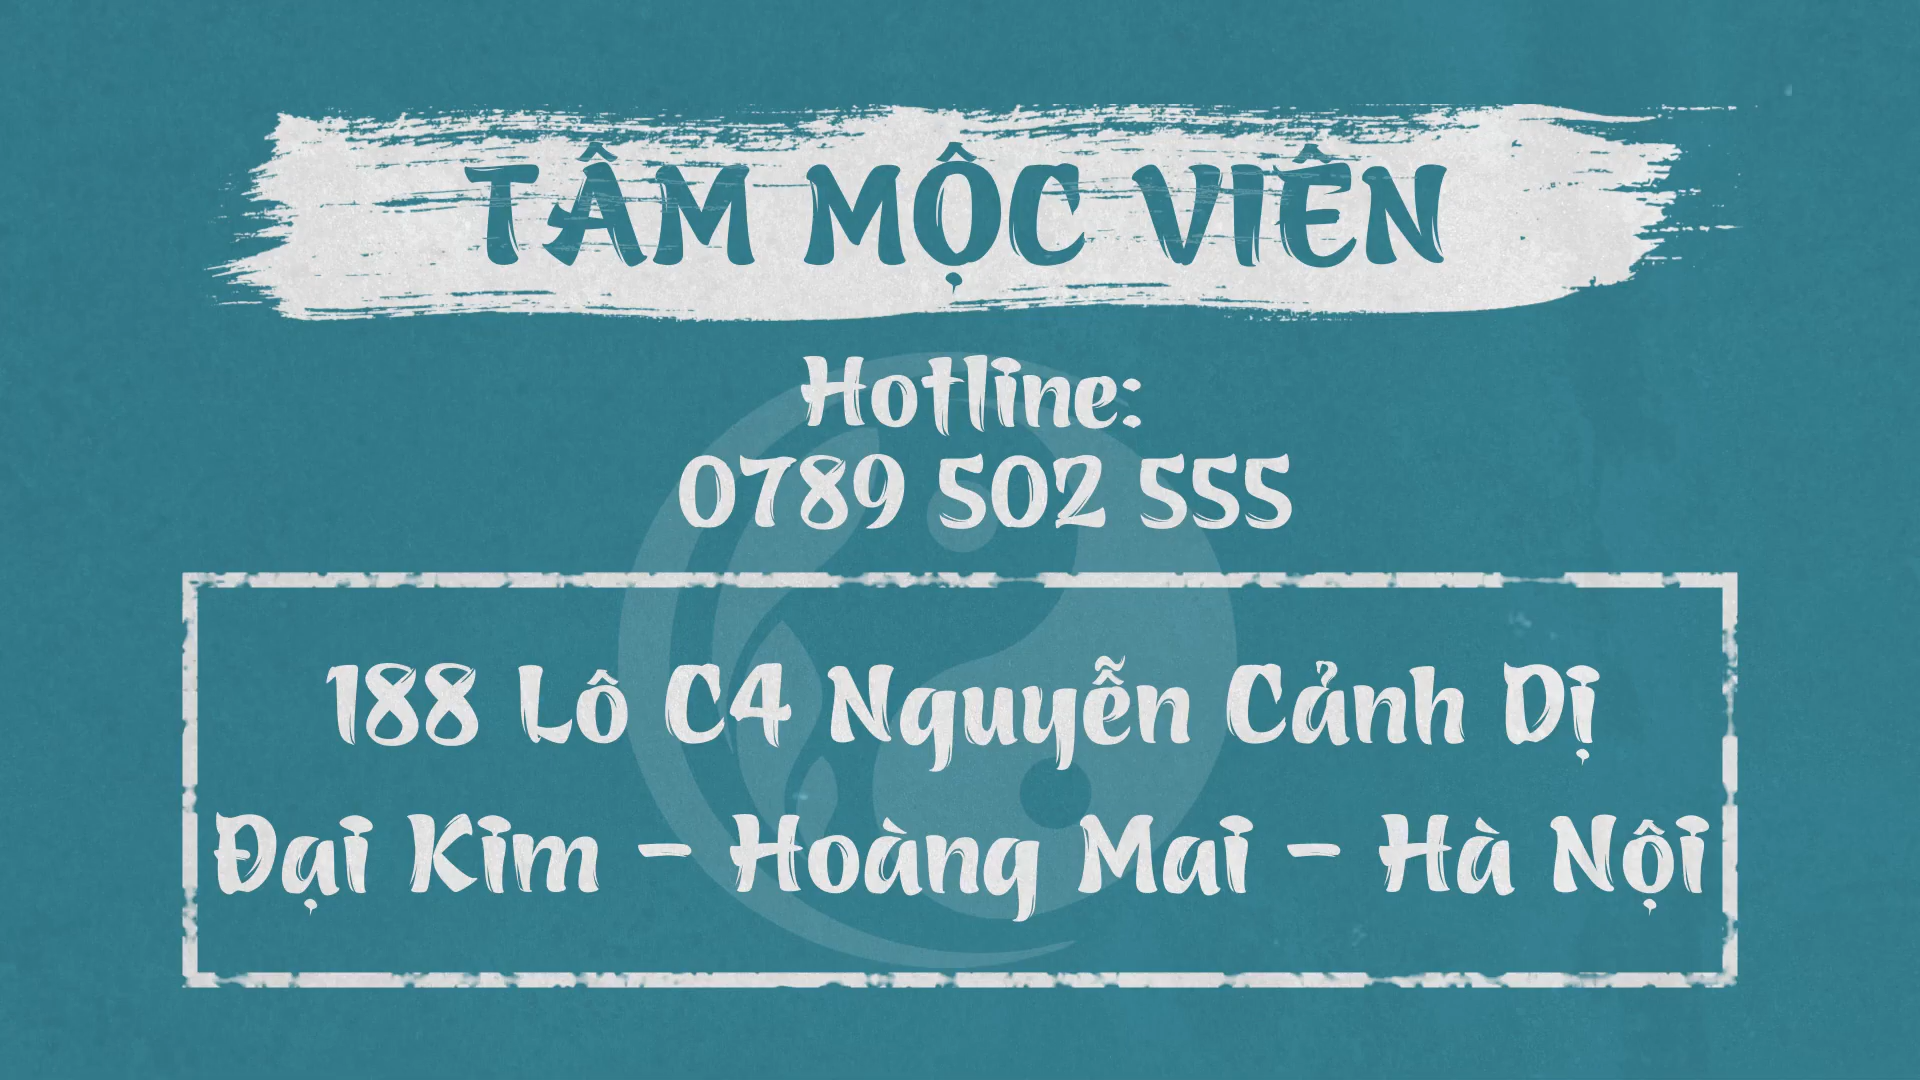 TÂM MỘC VIÊN
Hotline:
0789 502 555
188 Lô C4 Nguyễn Cảnh Dị
Đại Kim - Hoàng Mai - Hà Nội